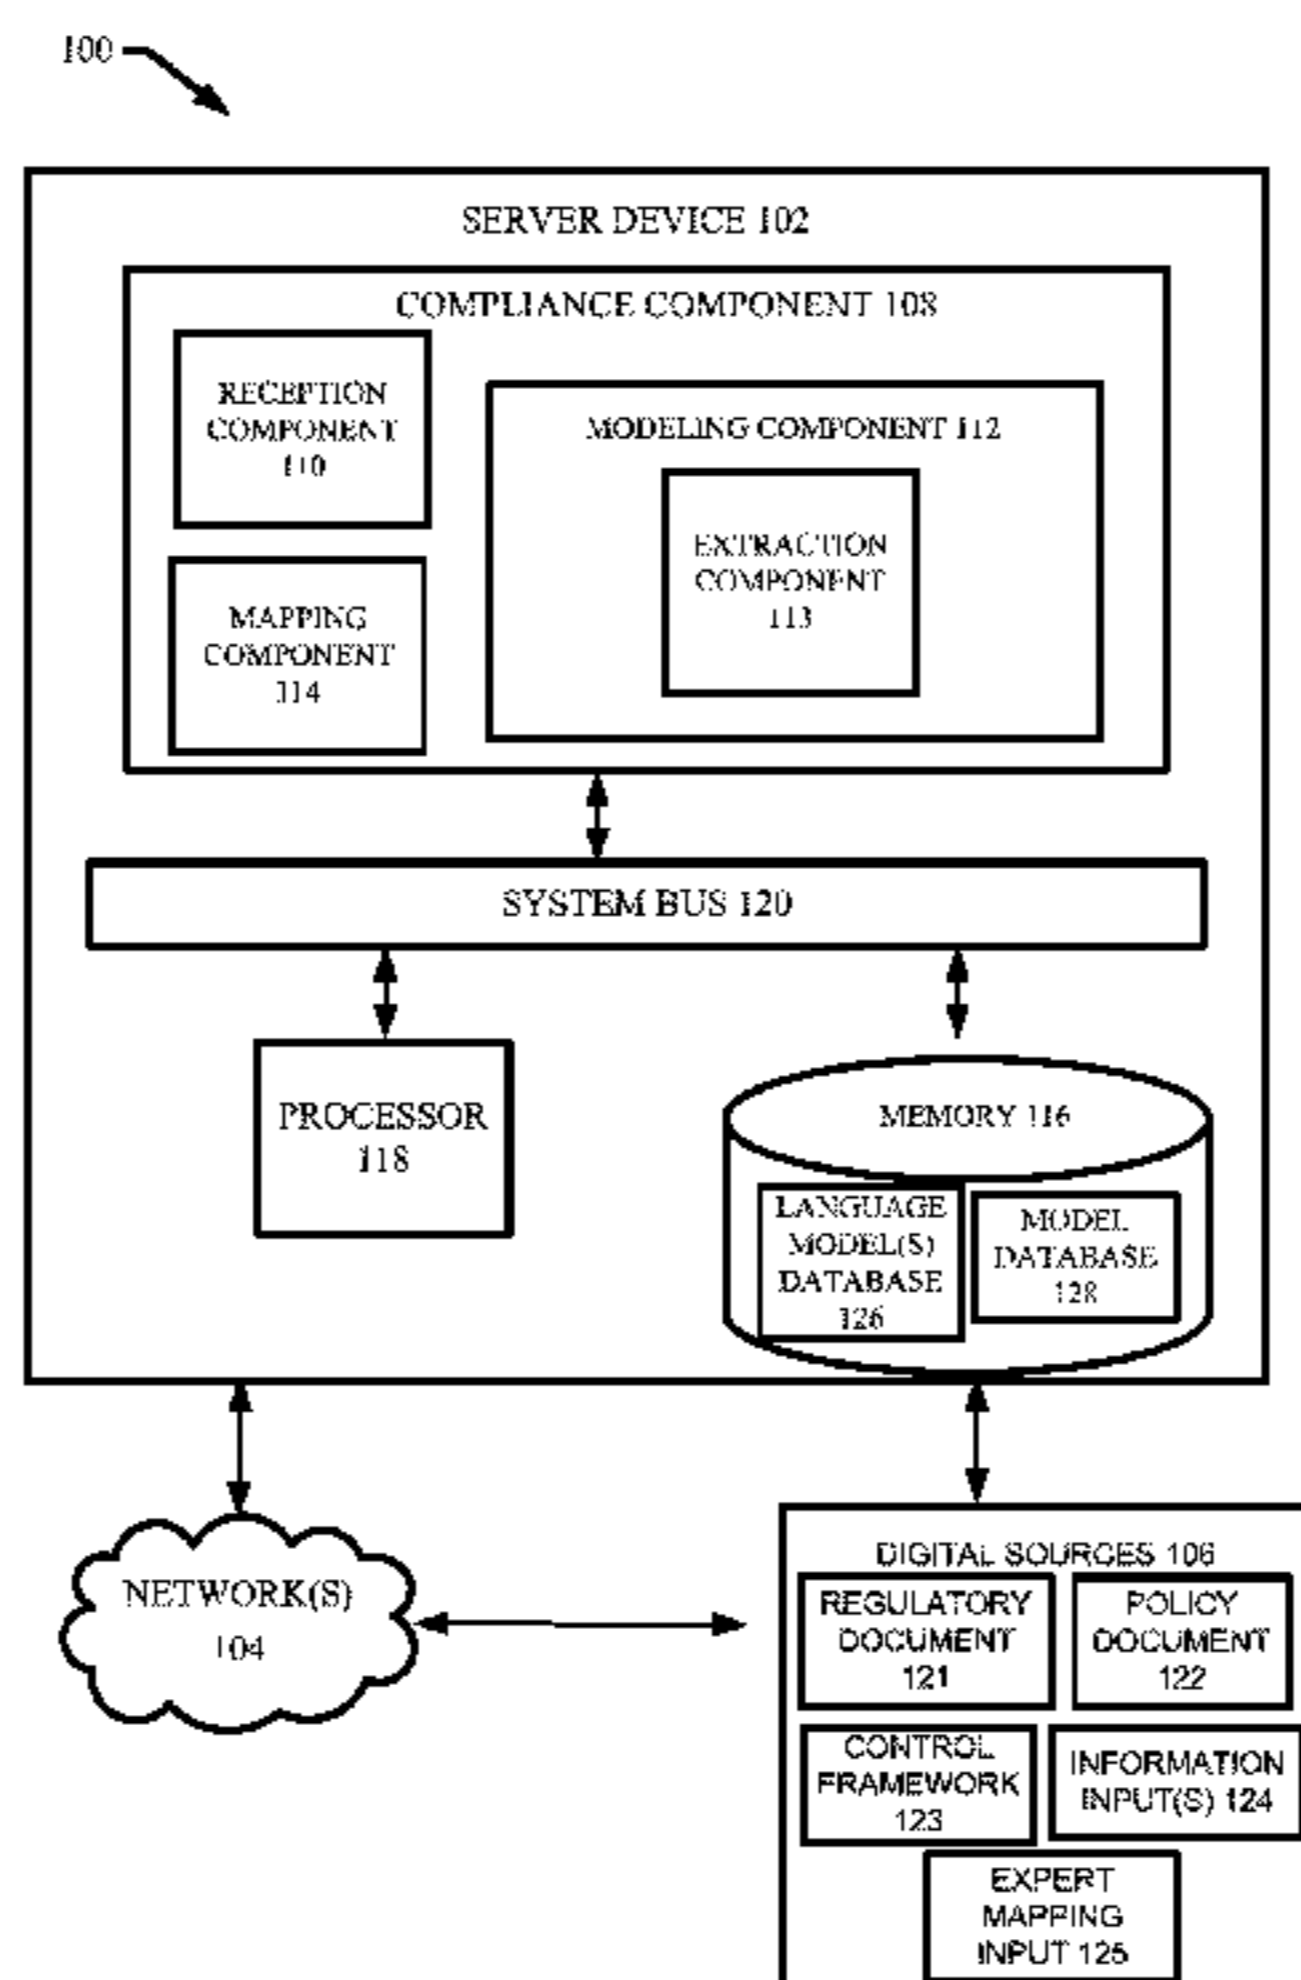 100
SERVER DEVICE 102
COMPLIANCE COMPONENT 108
RECEPTION
COMPONENT
110
MODELING COMPONENT 112
EXTRACTION
COMPONENT
113
MAPPING
COMPONENT
114
SYSTEM BUS 120
PROCESSOR
118
MEMORY 116
LANGUAGE
MODEL(S)
DATABASE
126
MODEL
DATABASE
128
NETWORK(S)
104
DIGITAL SOURCES 106
REGULATORY
DOCUMENT
121
POLICY
DOCUMENT
122
CONTROL
FRAMEWORK
123
INFORMATION
INPUT(S) 124
EXPERT
MAPPING
INPUT 125